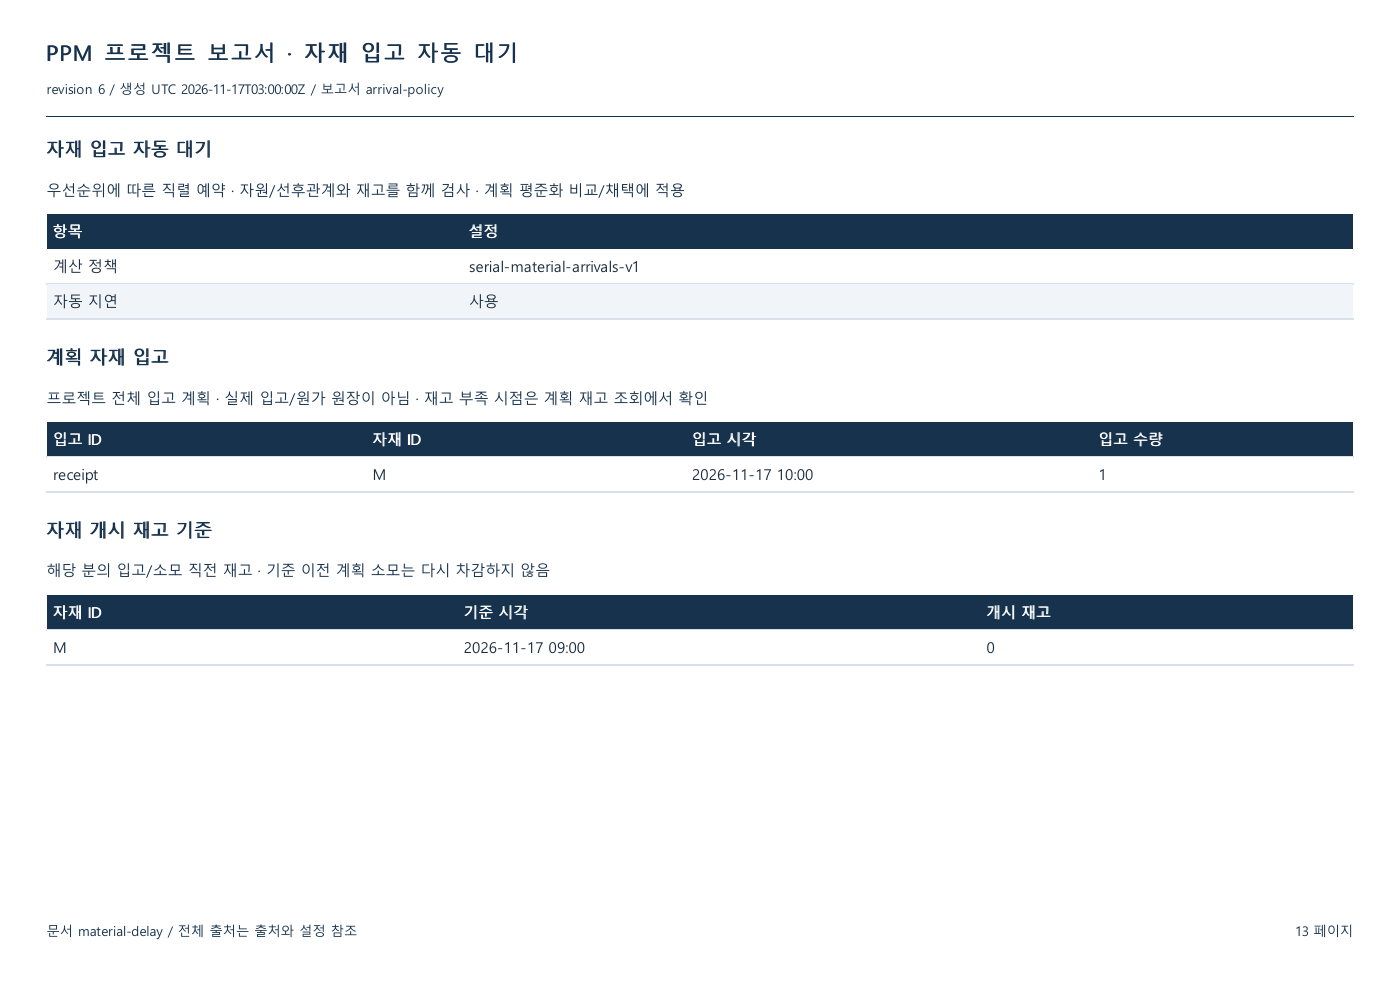 PPM 프로젝트 보고서 · 자재 입고 자동 대기
revision 6 / 생성 UTC 2026-11-17T03:00:00Z / 보고서 arrival-policy
자재 입고 자동 대기
우선순위에 따른 직렬 예약 · 자원/선후관계와 재고를 함께 검사 · 계획 평준화 비교/채택에 적용
항목 설정
계산 정책 serial-material-arrivals-v1
자동 지연 사용
계획 자재 입고
프로젝트 전체 입고 계획 · 실제 입고/원가 원장이 아님 · 재고 부족 시점은 계획 재고 조회에서 확인
입고 ID 자재 ID 입고 시각 입고 수량
receipt M 2026-11-17 10:00 1
자재 개시 재고 기준
해당 분의 입고/소모 직전 재고 · 기준 이전 계획 소모는 다시 차감하지 않음
자재 ID 기준 시각 개시 재고
M 2026-11-17 09:00 0
문서 material-delay / 전체 출처는 출처와 설정 참조 13 페이지